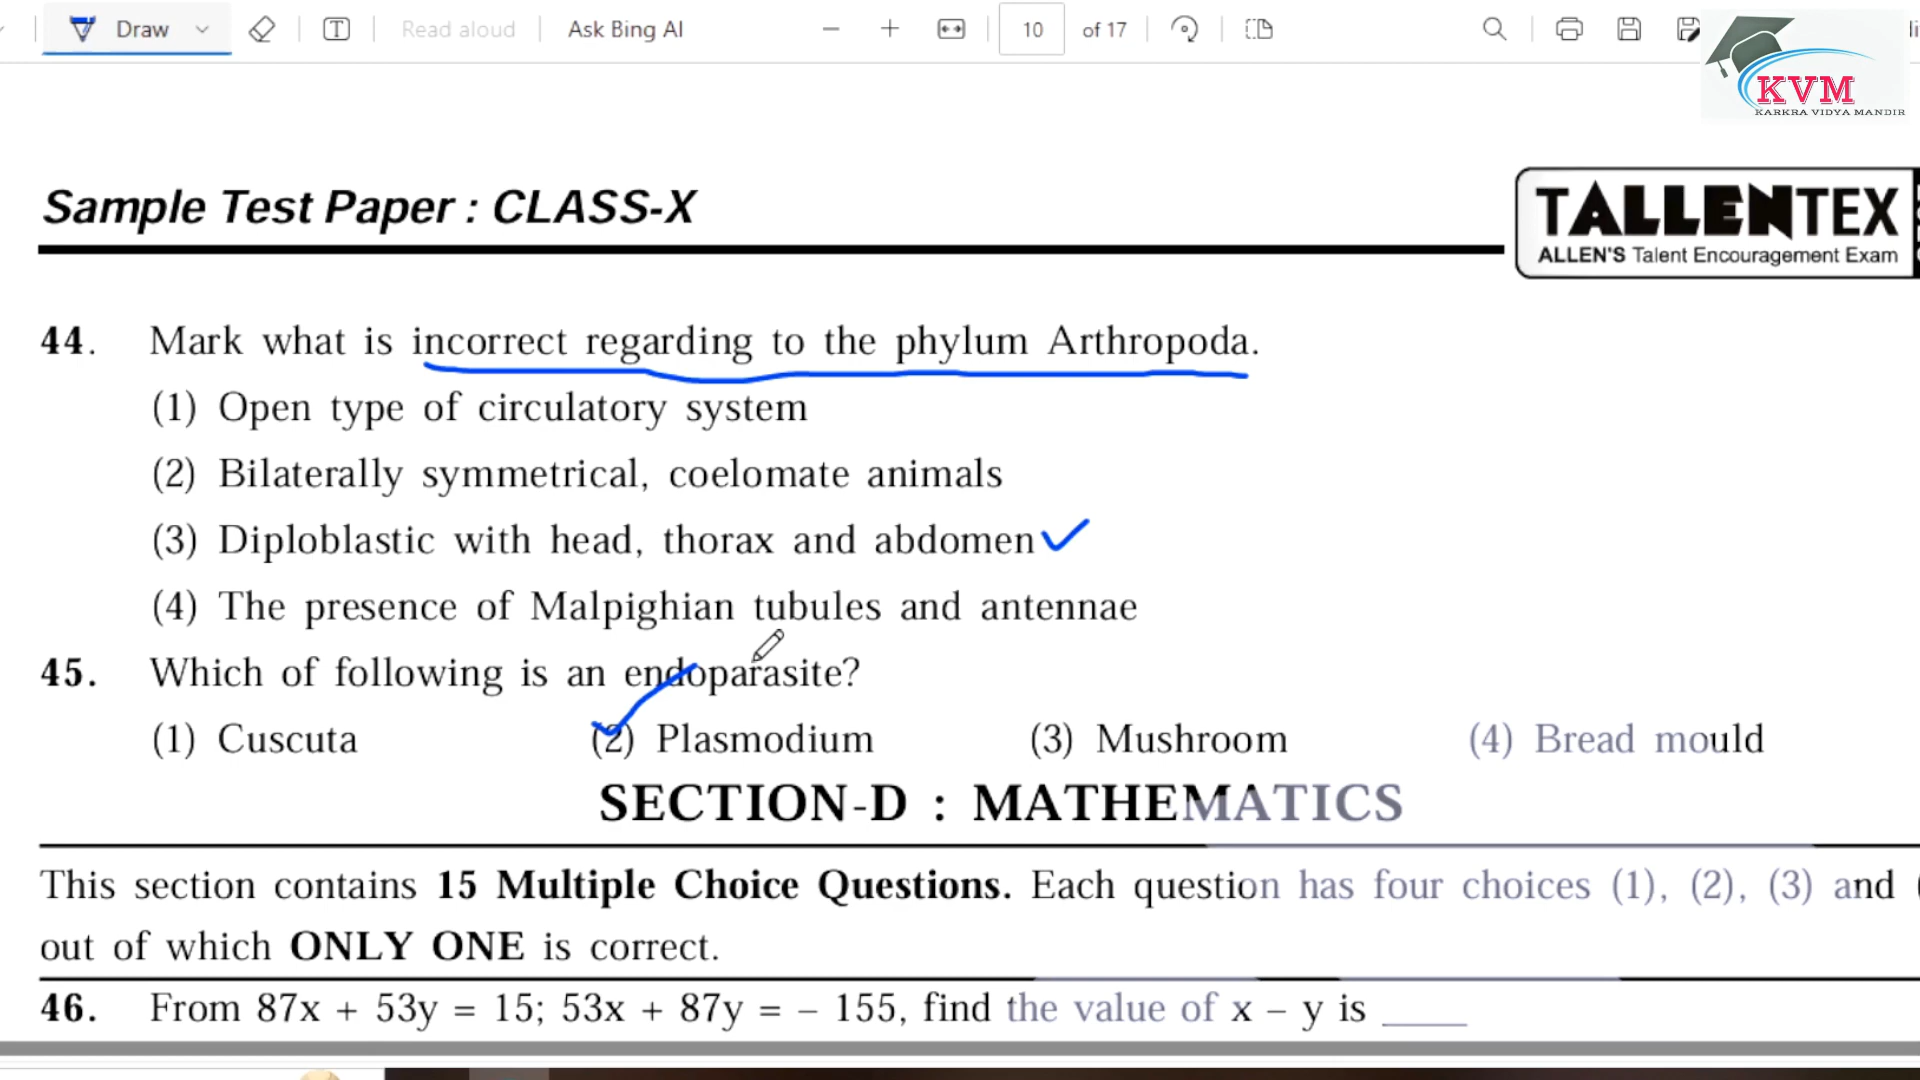 Draw
Read aloud
Ask Bing AI
10 of 17
KVM
KARKRA VIDYA MANDIR
Sample Test Paper : CLASS-X
TALLENTEX
ALLEN'S Talent Encouragement Exam
44. Mark what is incorrect regarding to the phylum Arthropoda.
(1) Open type of circulatory system
(2) Bilaterally symmetrical, coelomate animals
(3) Diploblastic with head, thorax and abdomen
(4) The presence of Malpighian tubules and antennae
45. Which of following is an endoparasite?
(1) Cuscuta (2) Plasmodium (3) Mushroom (4) Bread mould
SECTION-D : MATHEMATICS
This section contains 15 Multiple Choice Questions. Each question has four choices (1), (2), (3) and (
out of which ONLY ONE is correct.
46. From 87x + 53y = 15; 53x + 87y = – 155, find the value of x – y is ____